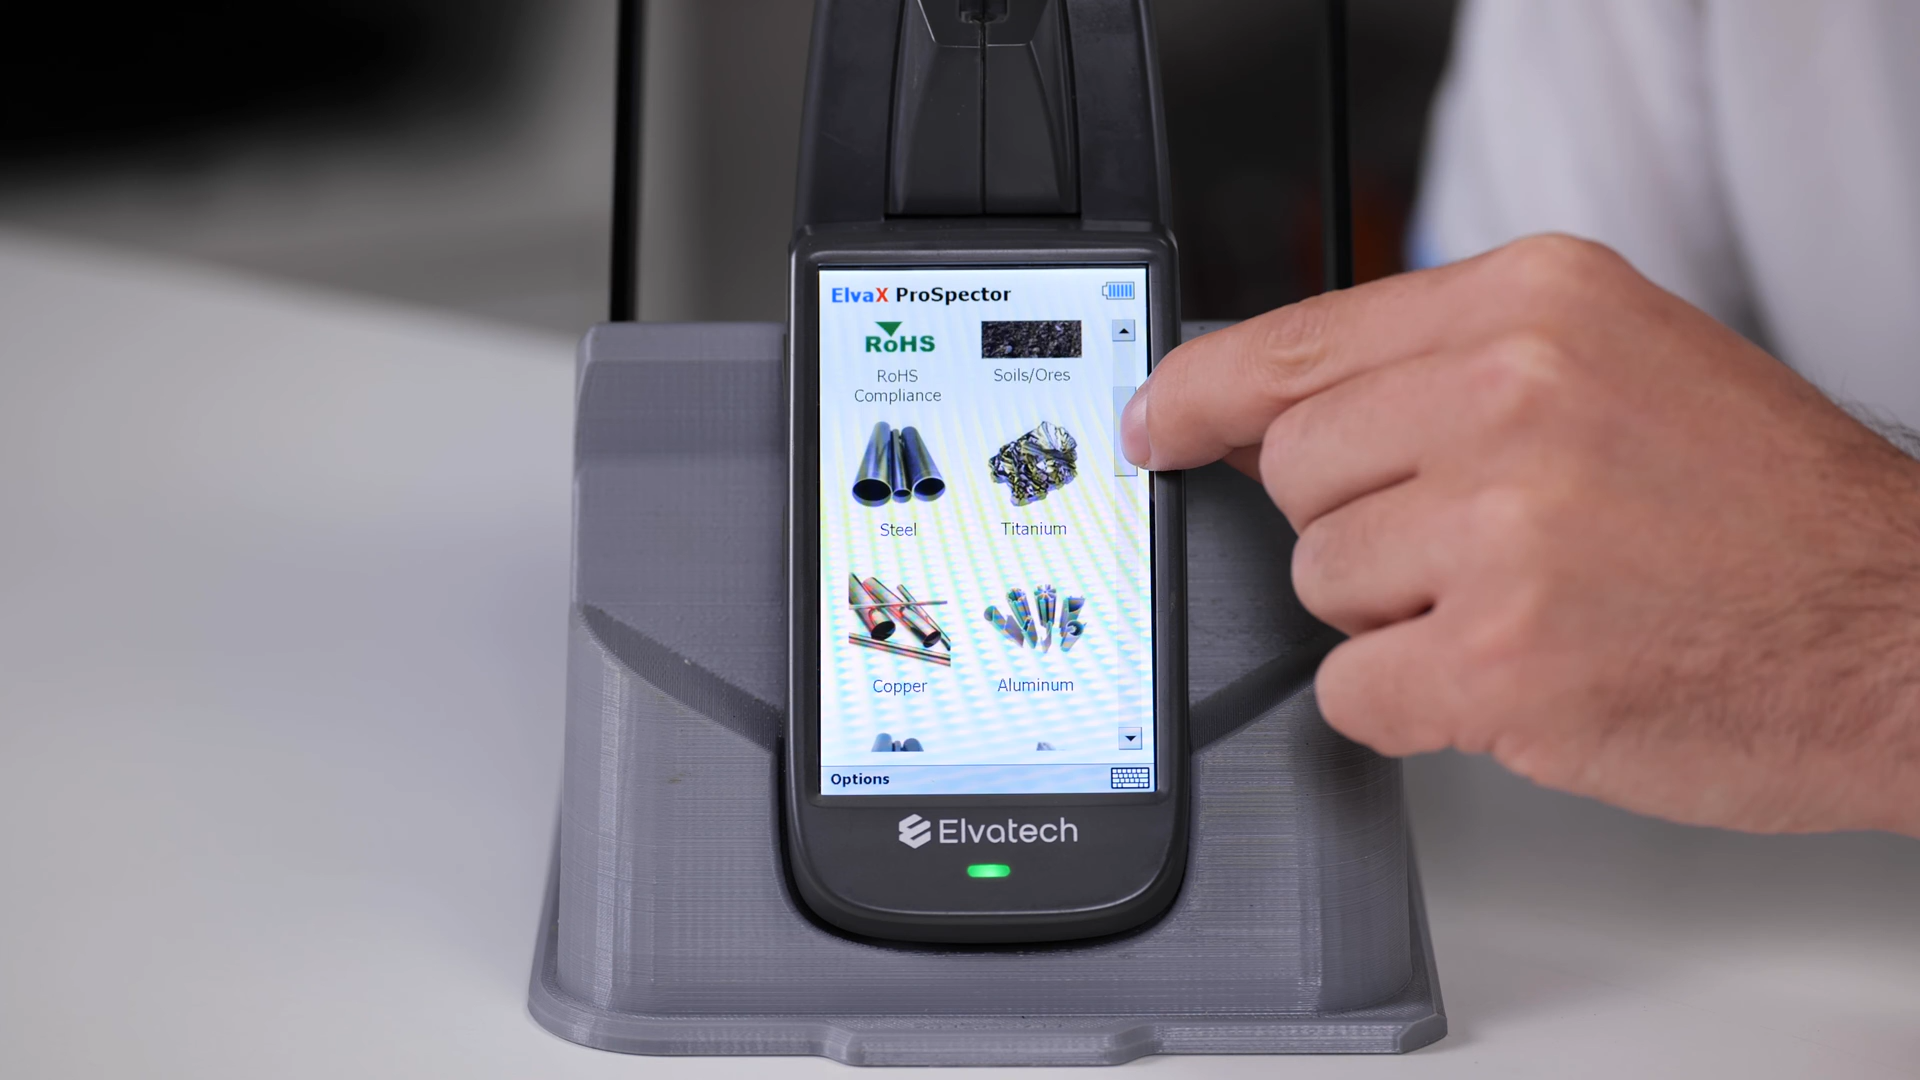 ElvaX ProSpector
RoHS
RoHS
Compliance
Soils/Ores
Steel
Titanium
Copper
Aluminum
Options
Elvatech